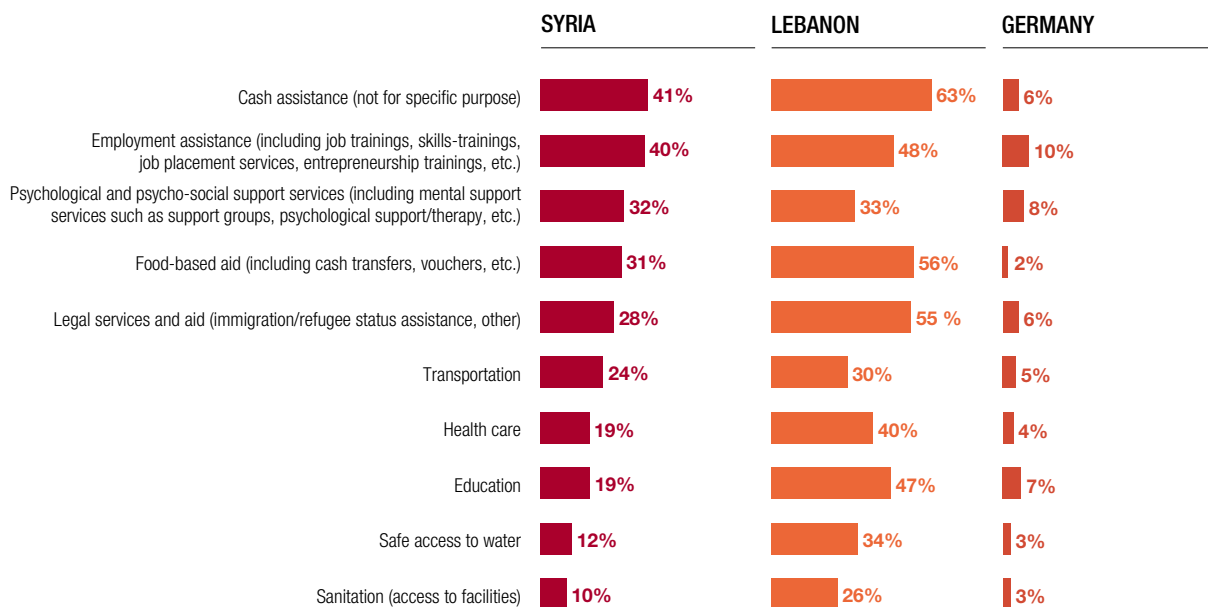 SYRIA LEBANON GERMANY
Cash assistance (not for specific purpose) 41% 63% 6%
Employment assistance (including job trainings, skills-trainings,
job placement services, entrepreneurship trainings, etc.) 40% 48% 10%
Psychological and psycho-social support services (including mental support
services such as support groups, psychological support/therapy, etc.) 32% 33% 8%
Food-based aid (including cash transfers, vouchers, etc.) 31% 56% 2%
Legal services and aid (immigration/refugee status assistance, other) 28% 55 % 6%
Transportation 24% 30% 5%
Health care 19% 40% 4%
Education 19% 47% 7%
Safe access to water 12% 34% 3%
Sanitation (access to facilities) 10% 26% 3%